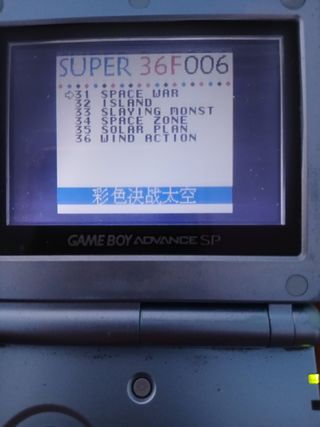 SUPER 36F006
⇨31 SPACE WAR
32 ISLAND
33 SLAYING MONST
34 SPACE ZONE
35 SOLAR PLAN
36 WIND ACTION
彩色决战太空
GAME BOY ADVANCE SP